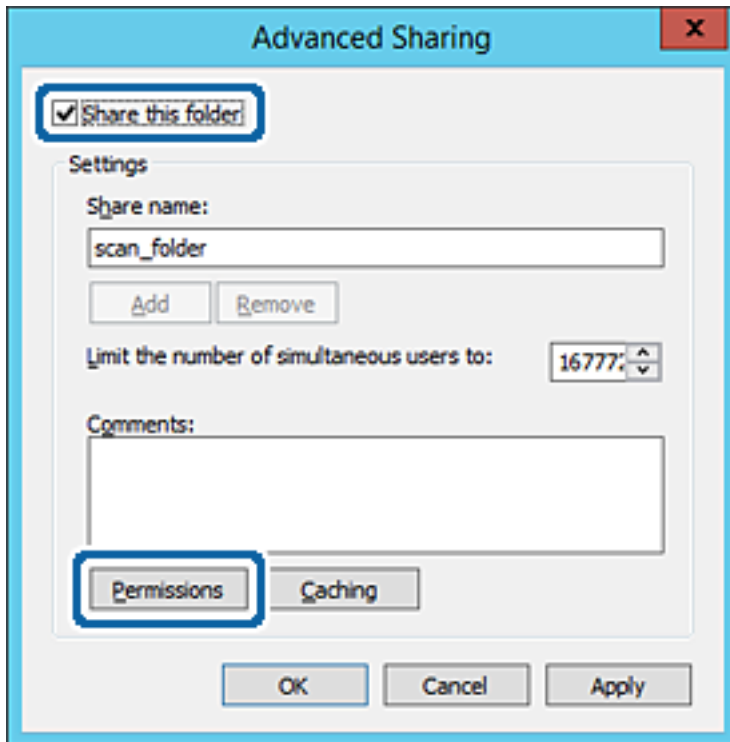 Advanced Sharing
Share this folder
Settings
Share name:
scan_folder
Add Remove
Limit the number of simultaneous users to:
Comments:
Permissions Caching
OK Cancel Apply